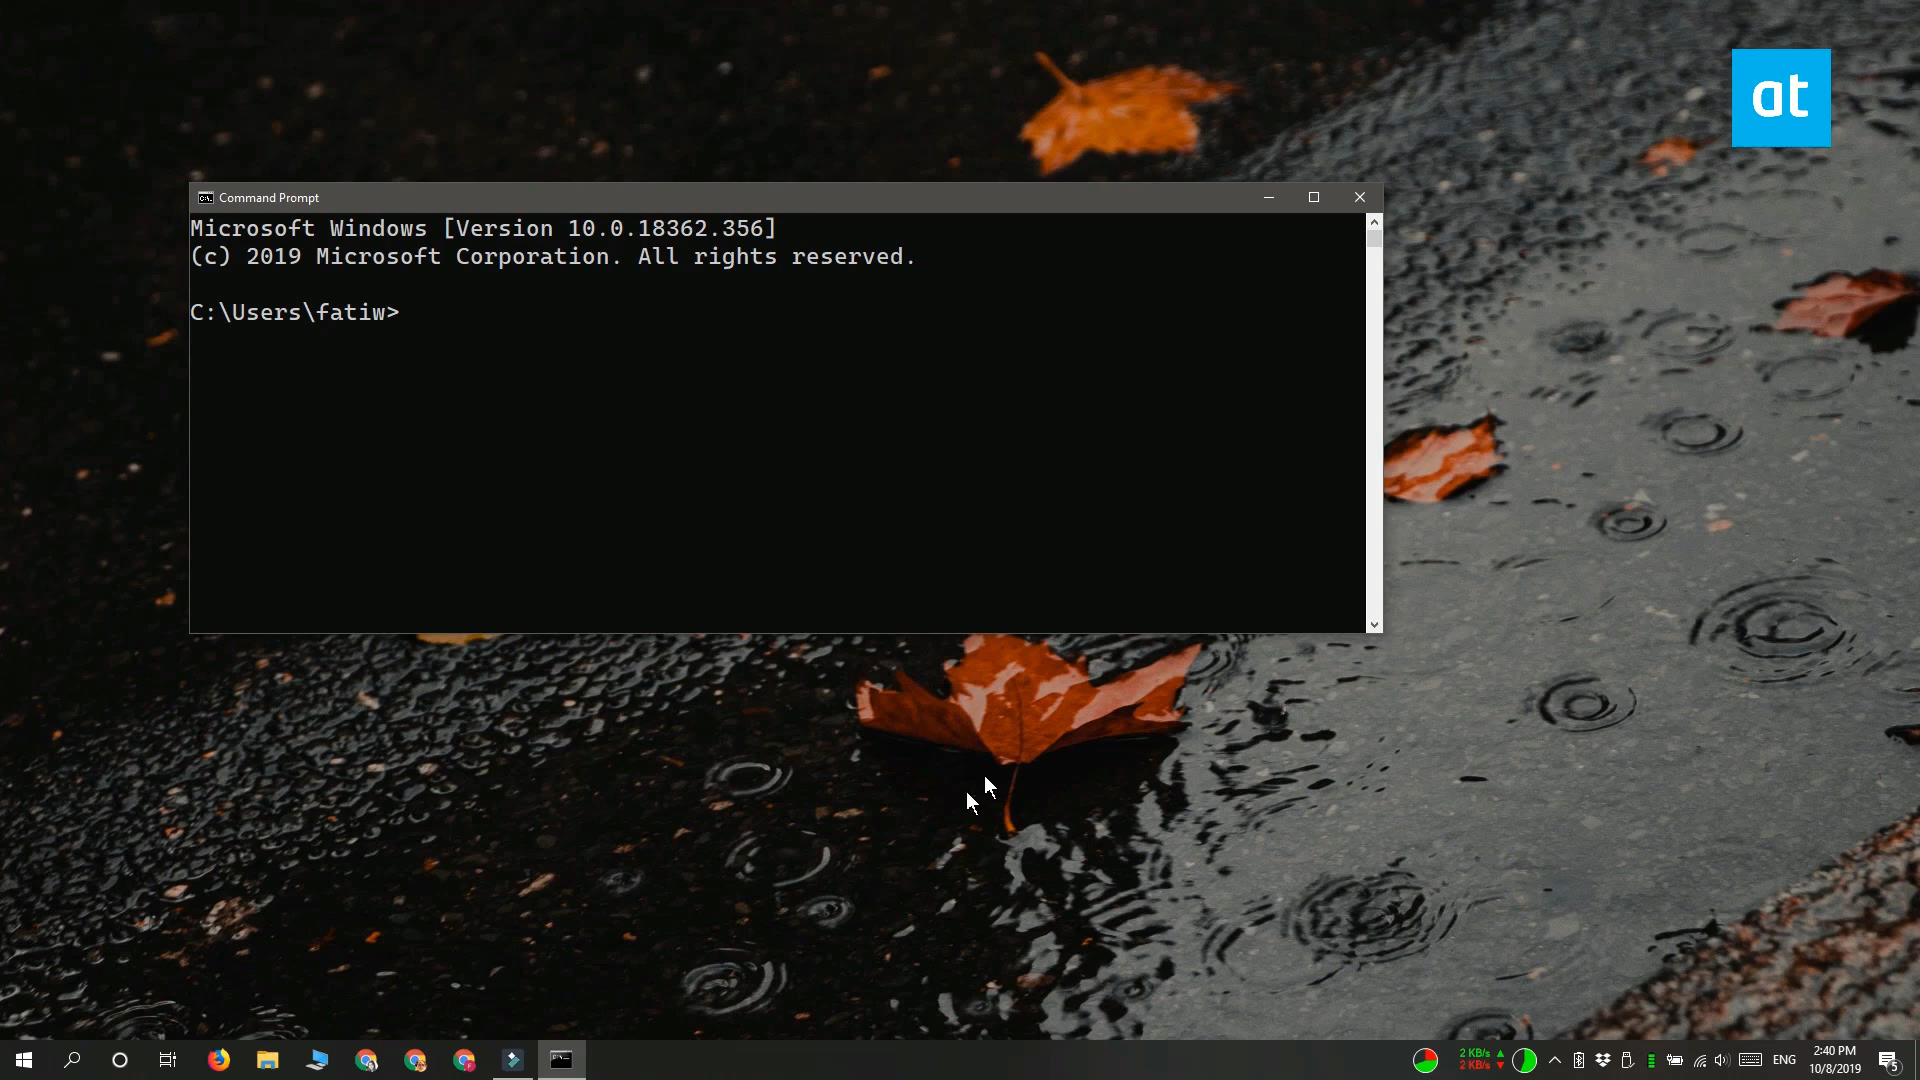 at
Command Prompt
Microsoft Windows [Version 10.0.18362.356]
(c) 2019 Microsoft Corporation. All rights reserved.
C:\Users\fatiw>
2 KB/s
2 KB/s
ENG
2:40 PM
10/8/2019
5